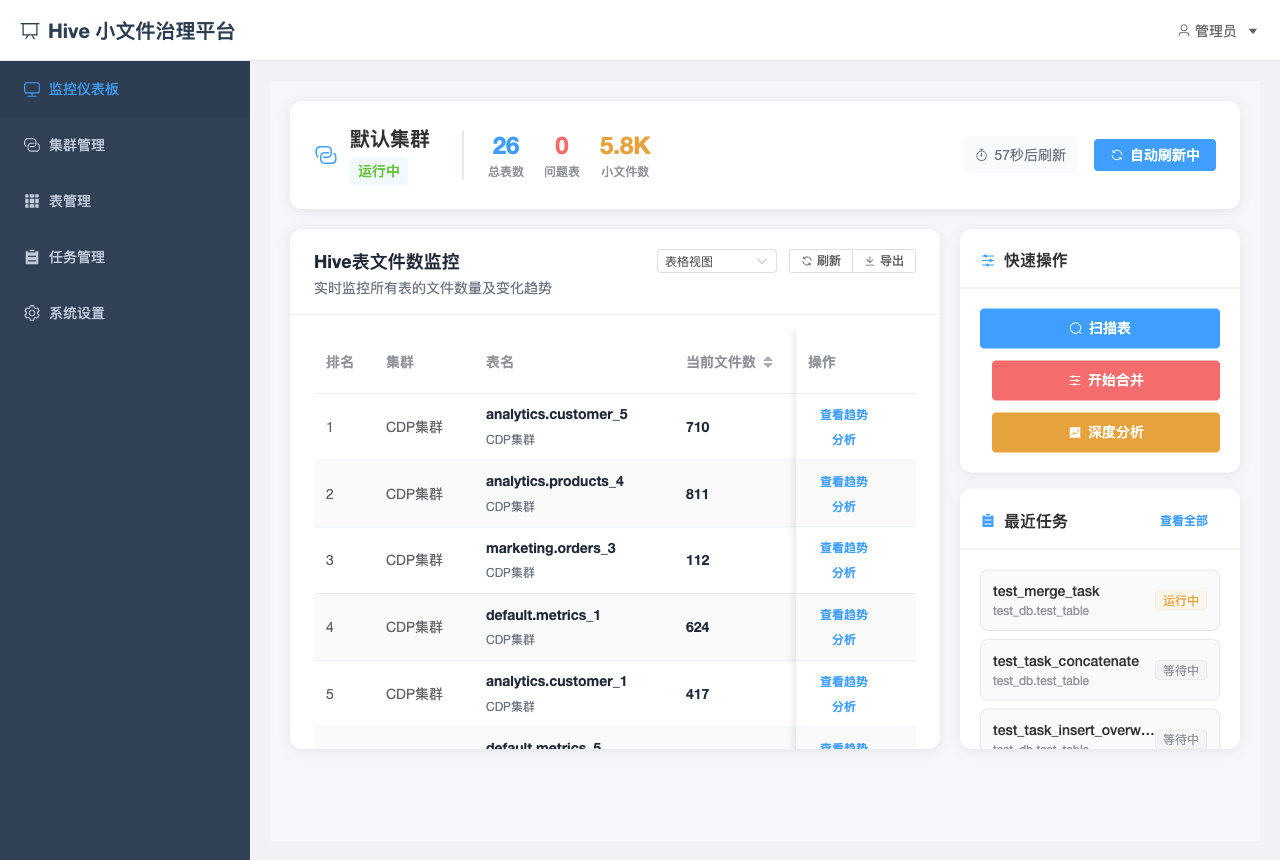 Hive 小文件治理平台
管理员
监控仪表板
集群管理
表管理
任务管理
系统设置
默认集群
运行中
26
总表数
0
问题表
5.8K
小文件数
57秒后刷新
自动刷新中
Hive表文件数监控
实时监控所有表的文件数量及变化趋势
表格视图
刷新
导出
排名 集群 表名 当前文件数 操作
1 CDP集群 analytics.customer_5 CDP集群 710 查看趋势 分析
2 CDP集群 analytics.products_4 CDP集群 811 查看趋势 分析
3 CDP集群 marketing.orders_3 CDP集群 112 查看趋势 分析
4 CDP集群 default.metrics_1 CDP集群 624 查看趋势 分析
5 CDP集群 analytics.customer_1 CDP集群 417 查看趋势 分析
default.metrics_5 查看趋势
快速操作
扫描表
开始合并
深度分析
最近任务
查看全部
test_merge_task
test_db.test_table
运行中
test_task_concatenate
test_db.test_table
等待中
test_task_insert_overw...
test_db.test_table
等待中